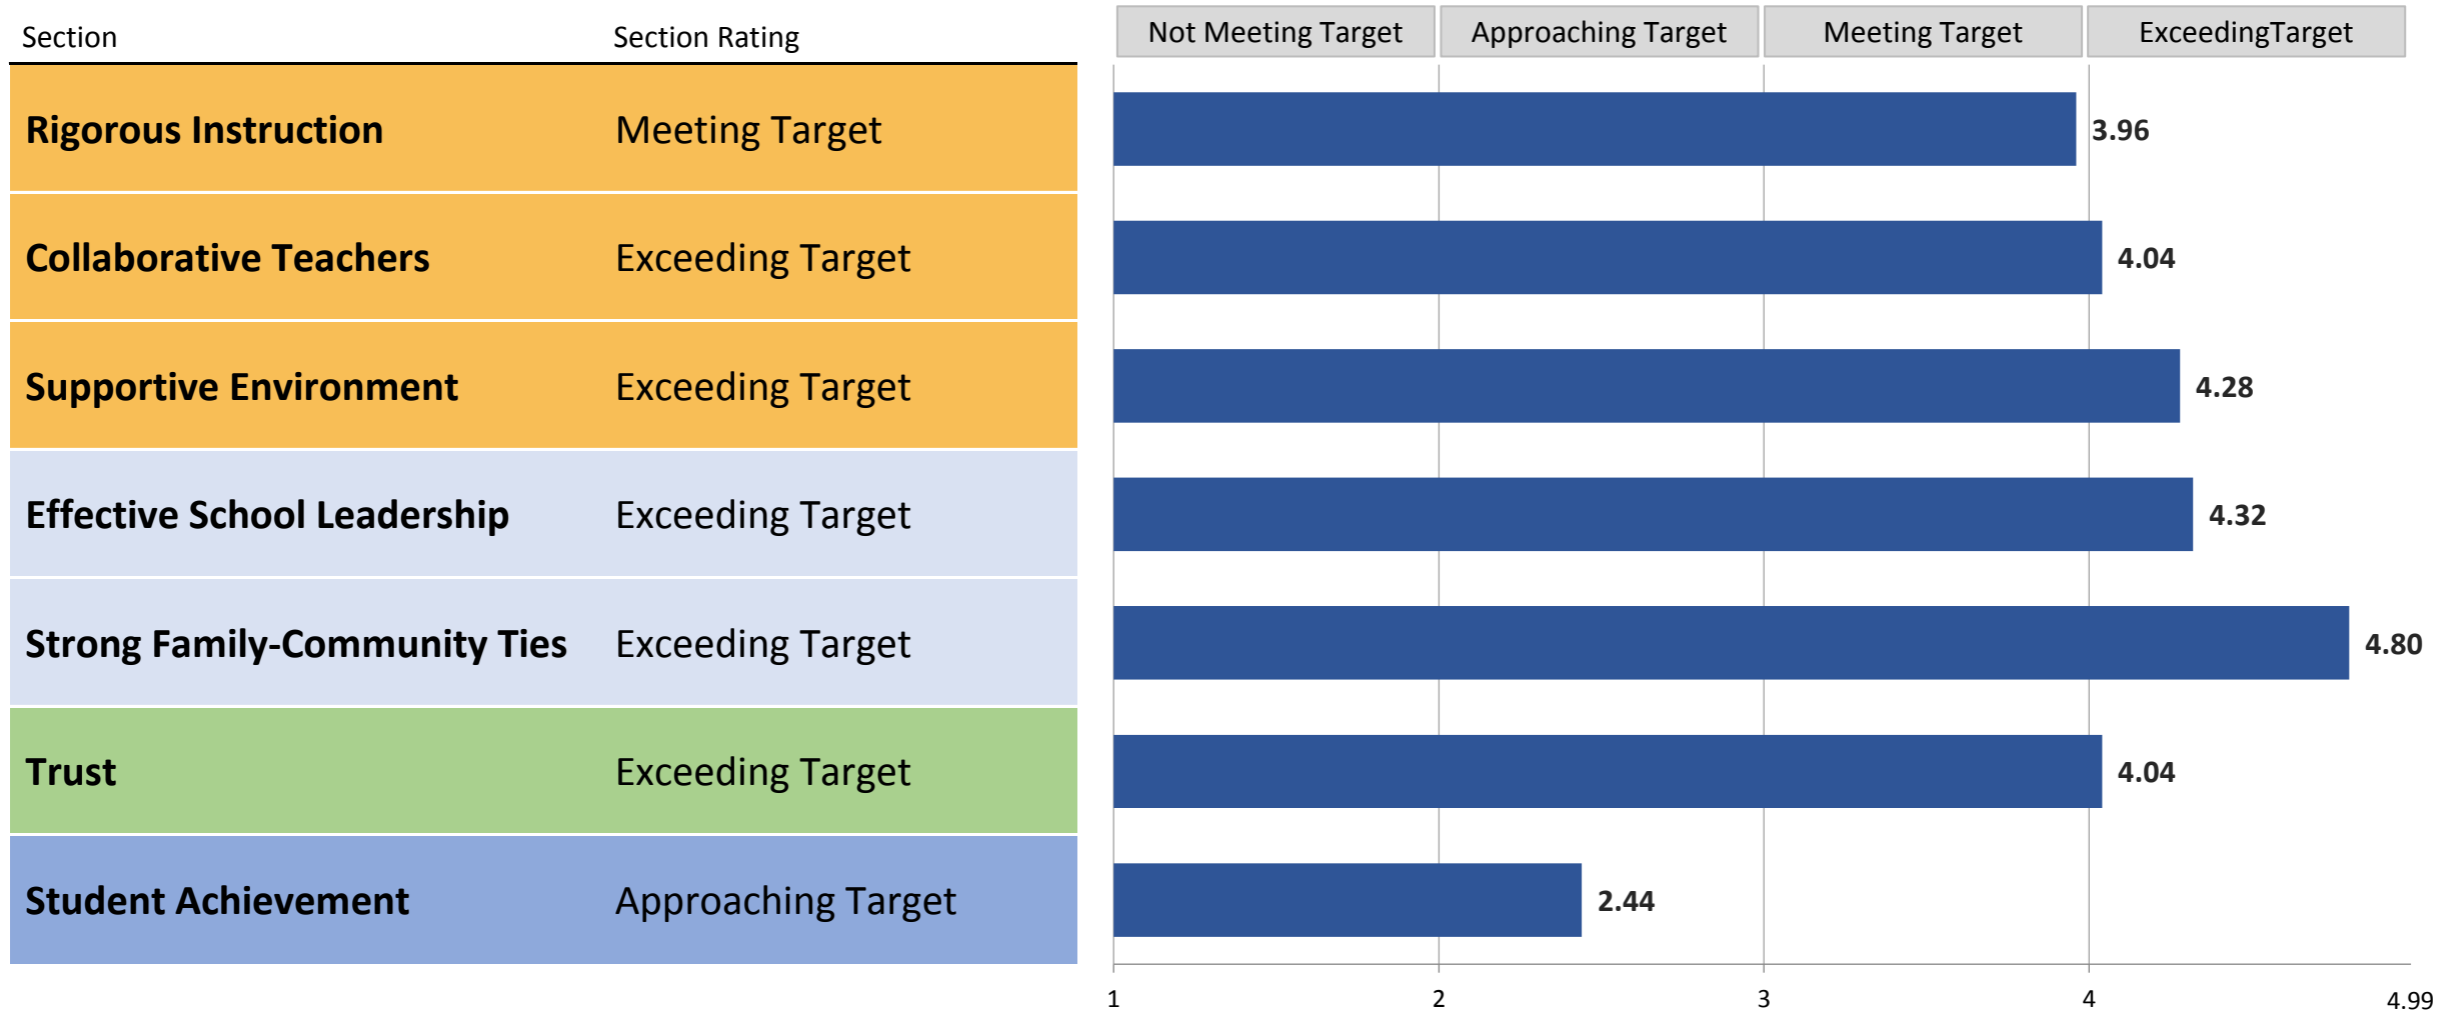 Section Section Rating Not Meeting Target Approaching Target Meeting Target ExceedingTarget
Rigorous Instruction Meeting Target 3.96
Collaborative Teachers Exceeding Target 4.04
Supportive Environment Exceeding Target 4.28
Effective School Leadership Exceeding Target 4.32
Strong Family-Community Ties Exceeding Target 4.80
Trust Exceeding Target 4.04
Student Achievement Approaching Target 2.44
1 2 3 4 4.99